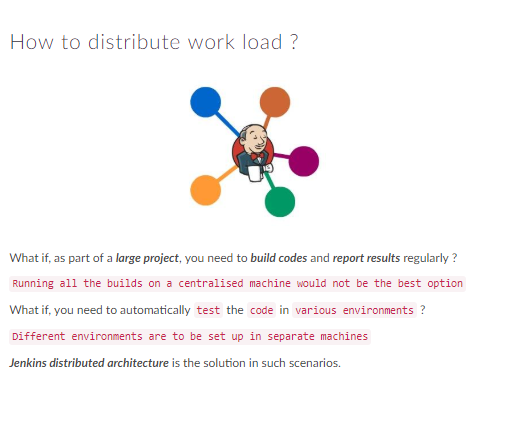 How to distribute work load ?
What if, as part of a large project, you need to build codes and report results regularly ?
Running all the builds on a centralised machine would not be the best option
What if, you need to automatically test the code in various environments ?
Different environments are to be set up in separate machines
Jenkins distributed architecture is the solution in such scenarios.